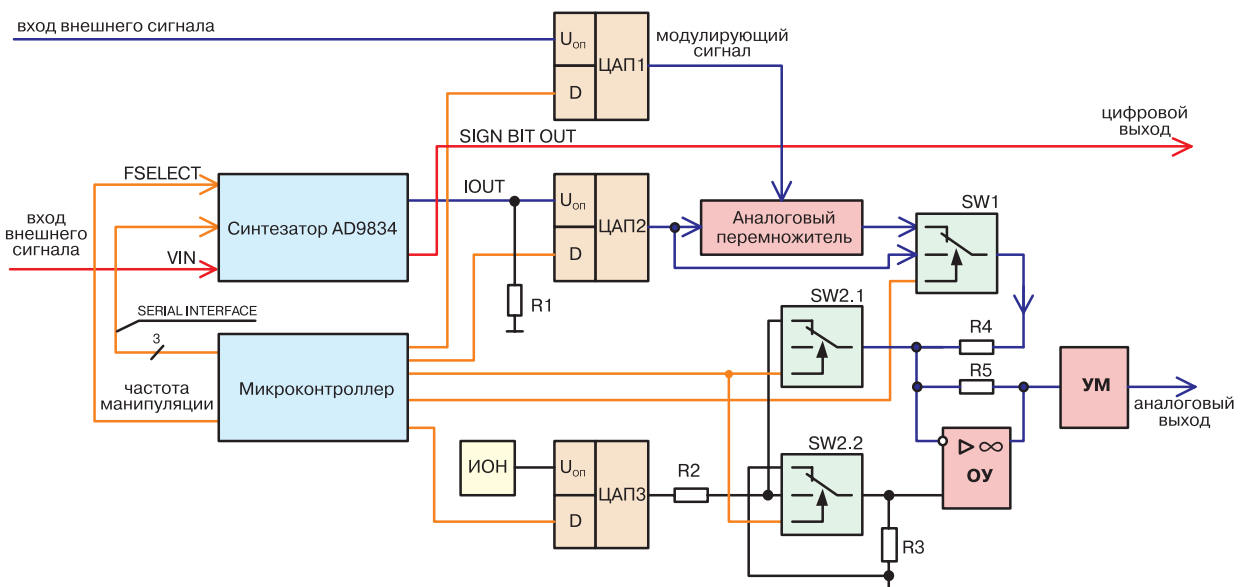 вход внешнего сигнала
Uоп
ЦАП1
D
модулирующий
сигнал
цифровой
выход
SIGN BIT OUT
FSELECT
IOUT
Uоп
ЦАП2
D
Аналоговый
перемножитель
SW1
Синтезатор AD9834
вход
внешнего
сигнала
VIN
R1
SERIAL INTERFACE
3
SW2.1
R4
R5
УМ
Микроконтроллер
частота
манипуляции
аналоговый
выход
ИОН
Uоп
ЦАП3
D
R2
SW2.2
∞
ОУ
R3